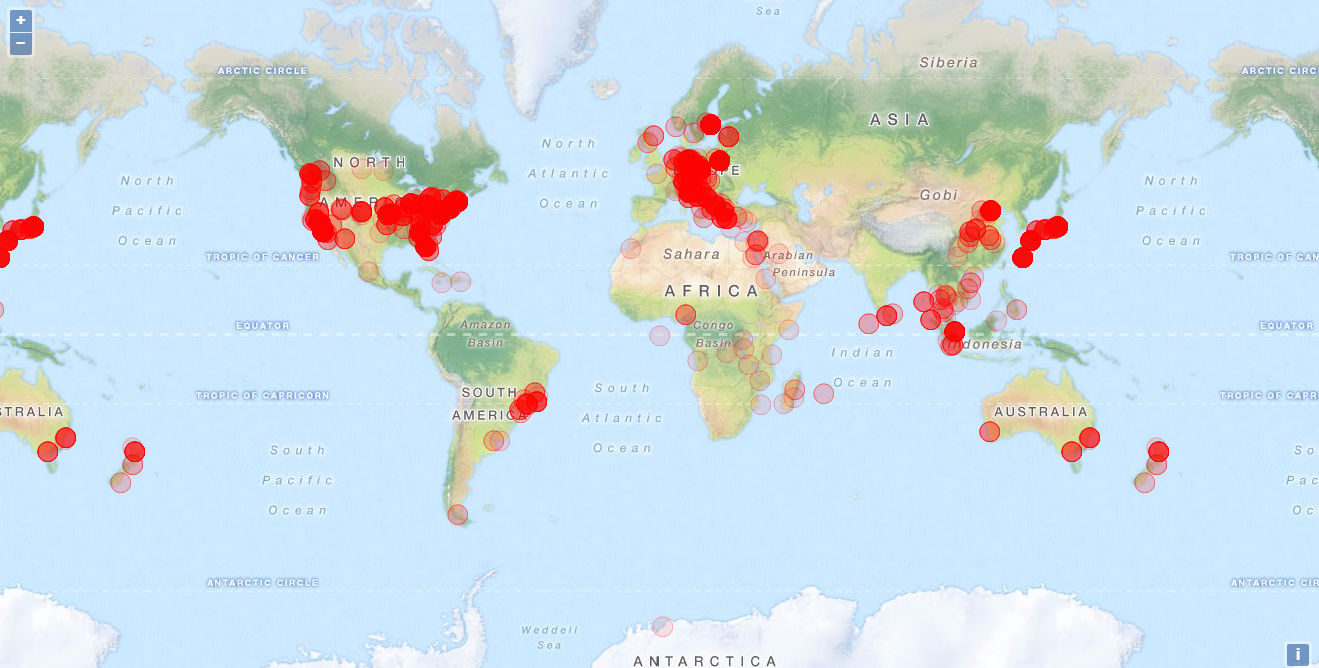 +
−
Sea
ARCTIC CIRCLE
Siberia
ARCTIC CIRC
ASIA
North
Atlantic
Ocean
NORTH
AMER
PE
North
Pacific
Ocean
Gobi
North
Pacific
Ocean
TROPIC OF CANCER
Sahara
Arabian
Peninsula
TROPIC OF CAN
AFRICA
EQUATOR
Amazon
Basin
Congo
Basin
Indian
Ocean
Indonesia
EQUATOR
TROPIC OF CAPRICORN
SOUTH
AMERICA
South
Atlantic
Ocean
TROPIC OF CAPR
STRALIA
AUSTRALIA
South
Pacific
Ocean
So
Pac
Oc
ANTARCTIC CIRCLE
ANTARCTIC CIR
Weddell
Sea
ANTARCTICA
i